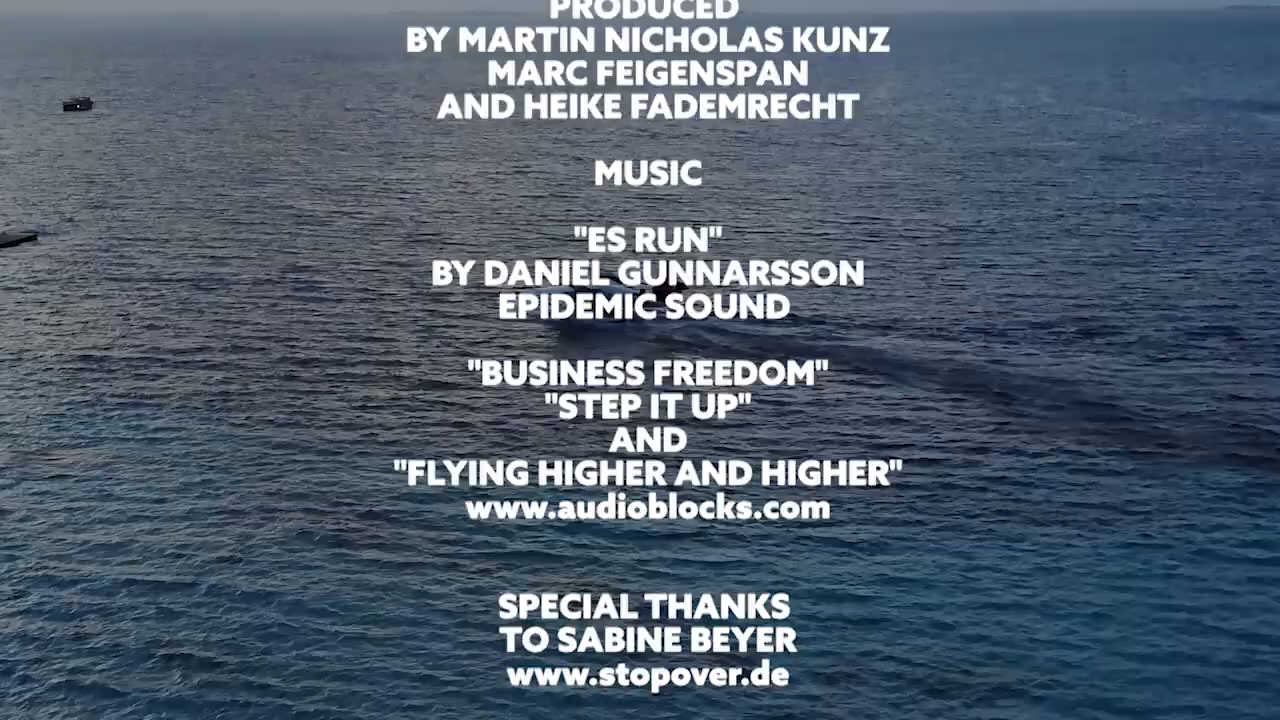 PRODUCED
BY MARTIN NICHOLAS KUNZ
MARC FEIGENSPAN
AND HEIKE FADEMRECHT
MUSIC
"ES RUN"
BY DANIEL GUNNARSSON
EPIDEMIC SOUND
"BUSINESS FREEDOM"
"STEP IT UP"
AND
"FLYING HIGHER AND HIGHER"
www.audioblocks.com
SPECIAL THANKS
TO SABINE BEYER
www.stopover.de